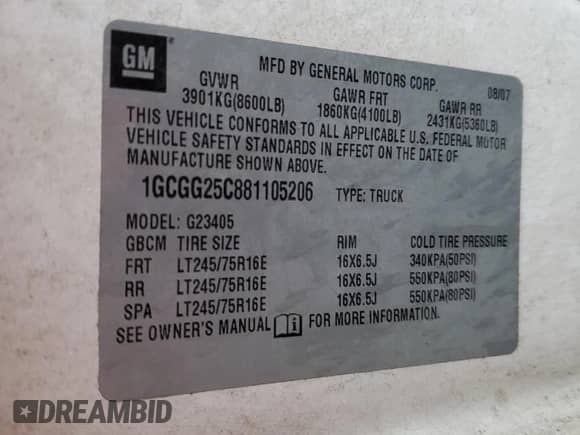 GM
MFD BY GENERAL MOTORS CORP. 08/07
GVWR GAWR FRT GAWR RR
3901KG(8600LB) 1860KG(4100LB) 2431KG(5360LB)
THIS VEHICLE CONFORMS TO ALL APPLICABLE U.S. FEDERAL MOTOR
VEHICLE SAFETY STANDARDS IN EFFECT ON THE DATE OF
MANUFACTURE SHOWN ABOVE.
1GCGG25C881105206 TYPE: TRUCK
MODEL: G23405
GBCM TIRE SIZE RIM COLD TIRE PRESSURE
FRT LT245/75R16E 16X6.5J 340KPA(50PSI)
RR LT245/75R16E 16X6.5J 550KPA(80PSI)
SPA LT245/75R16E 16X6.5J 550KPA(80PSI)
SEE OWNER'S MANUAL i FOR MORE INFORMATION.
DREAMBID